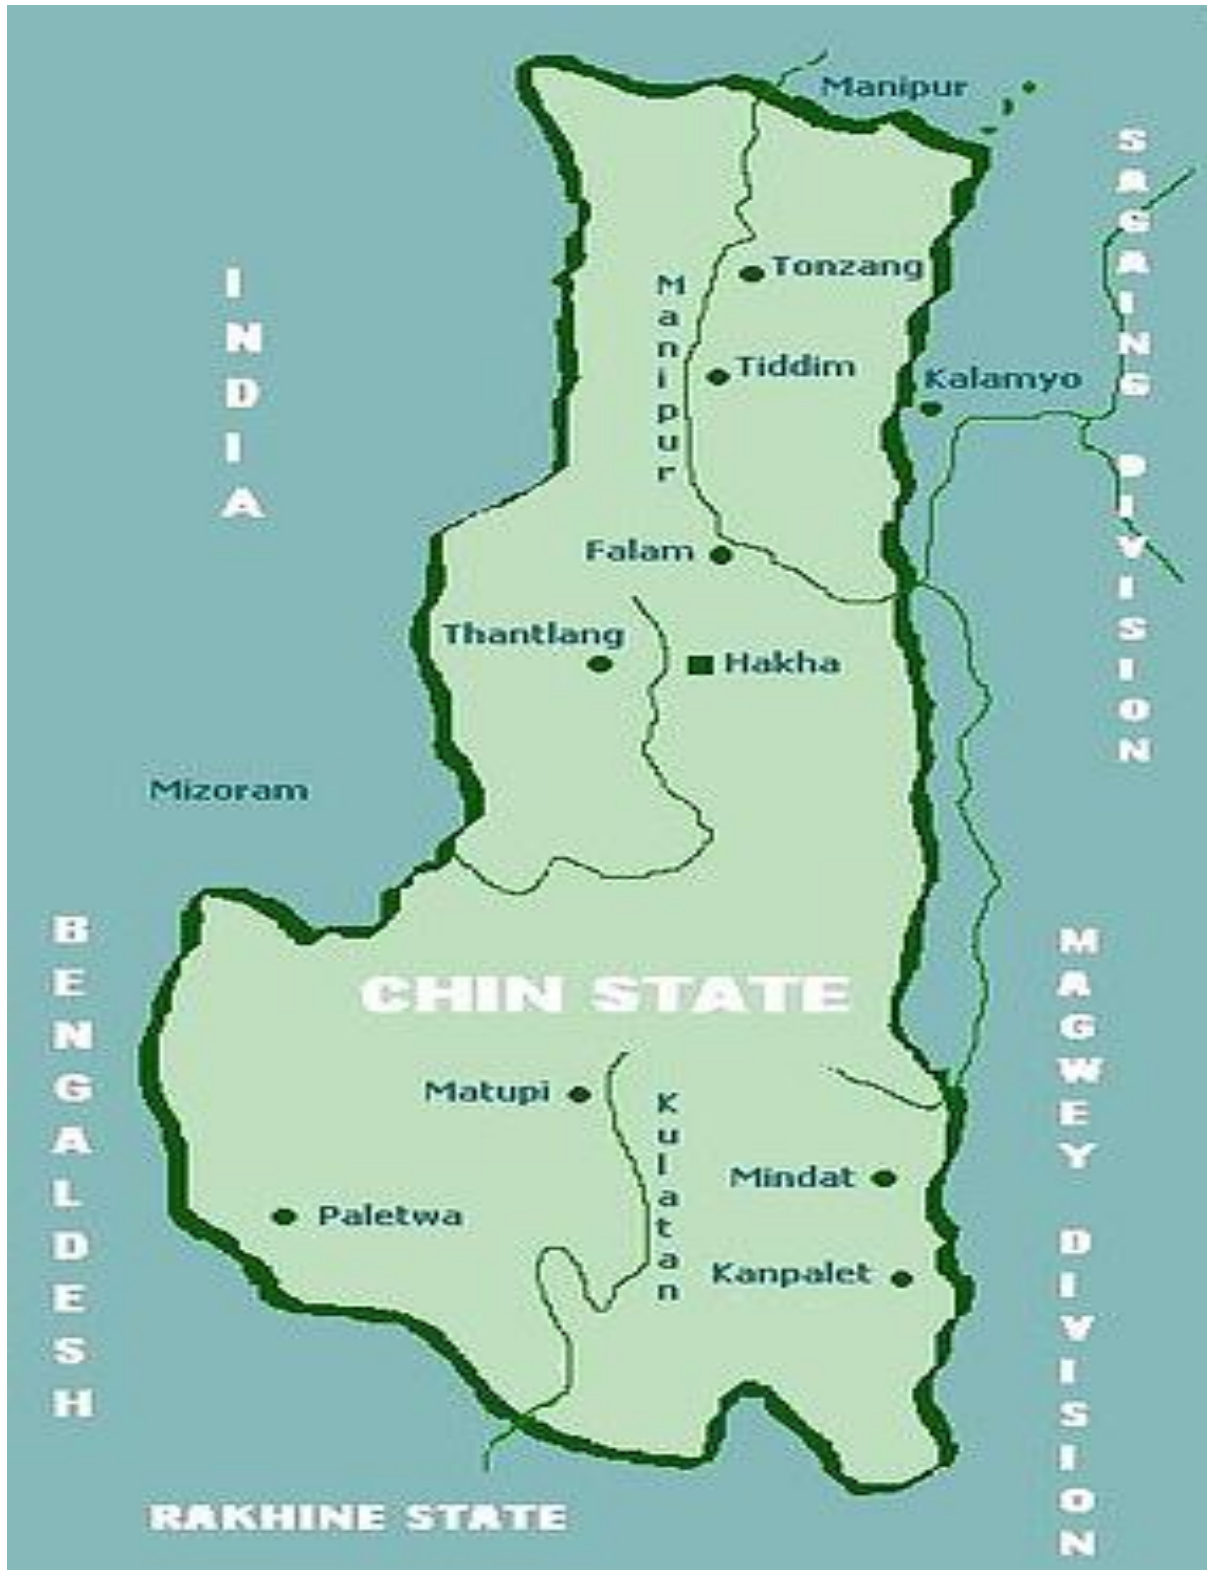 Manipur
SAGAING DIVISION
INDIA
Tonzang
Manipur
Tiddim
Kalamyo
Falam
Thantlang
Hakha
Mizoram
BENGALDESH
MAGWEY DIVISION
CHIN STATE
Matupi
Kulatan
Mindat
Paletwa
Kanpalet
RAKHINE STATE